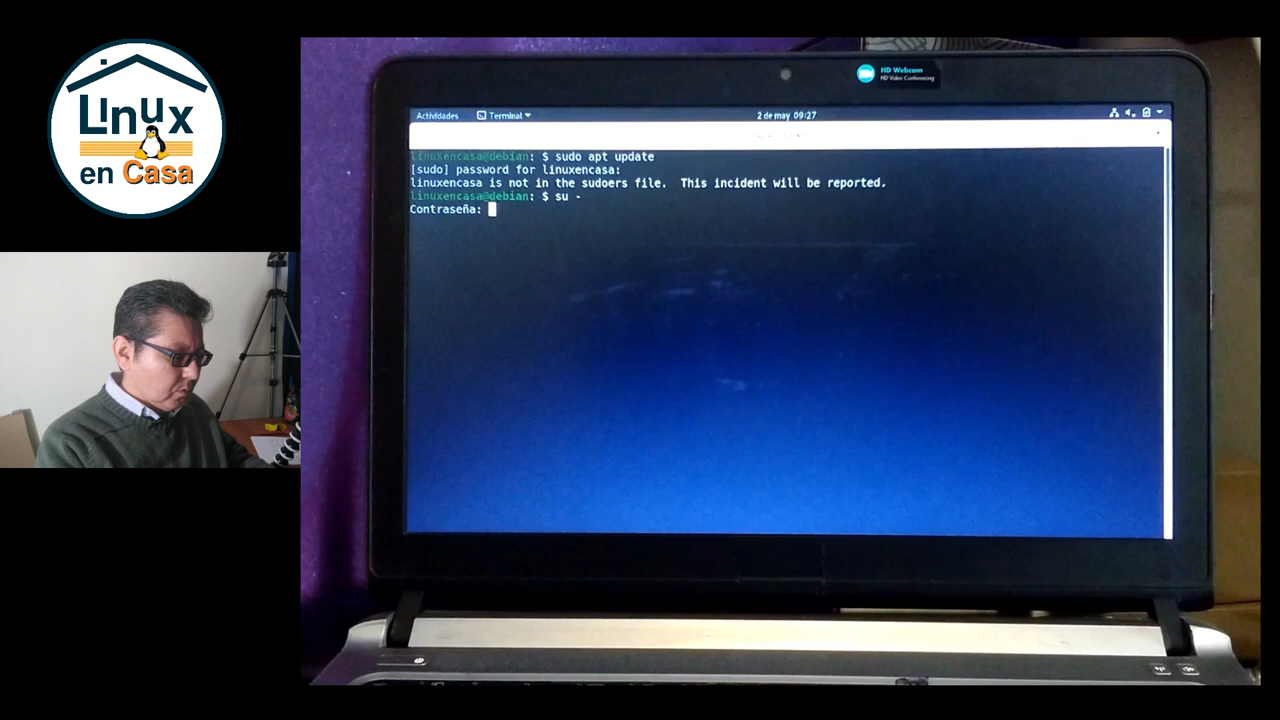 Linux
en Casa
HD Webcam
HD Video Conferencing
Actividades Terminal 2 de may 09:27
linuxencasa@debian: $ sudo apt update
[sudo] password for linuxencasa:
linuxencasa is not in the sudoers file. This incident will be reported.
linuxencasa@debian: $ su -
Contraseña: